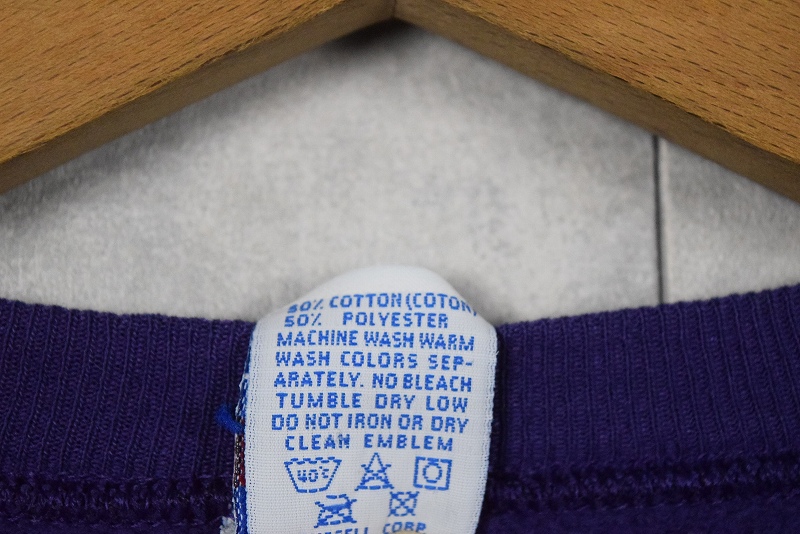 50% COTTON(COTON)
50% POLYESTER
MACHINE WASH WARM
WASH COLORS SEP-
ARATELY. NO BLEACH
TUMBLE DRY LOW
DO NOT IRON OR DRY
CLEAN EMBLEM
40°C
CORP.